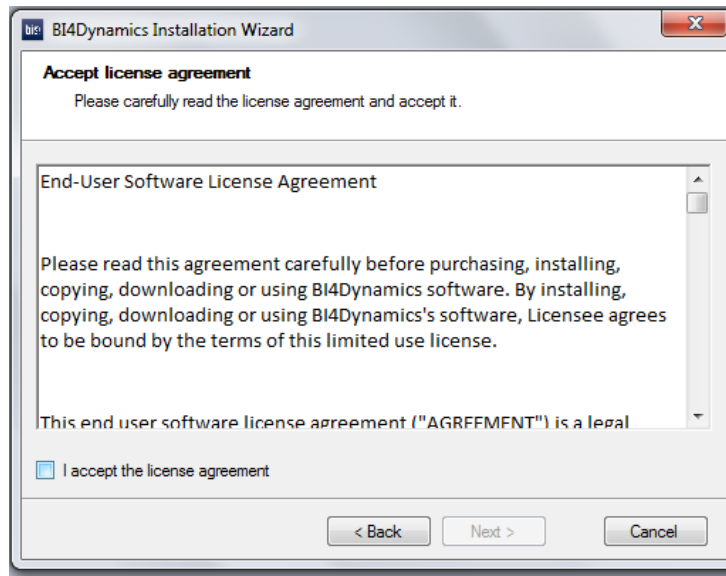 bi4 BI4Dynamics Installation Wizard
Accept license agreement
Please carefully read the license agreement and accept it.
End-User Software License Agreement
Please read this agreement carefully before purchasing, installing,
copying, downloading or using BI4Dynamics software. By installing,
copying, downloading or using BI4Dynamics's software, Licensee agrees
to be bound by the terms of this limited use license.
This end user software license agreement ("AGREEMENT") is a legal
I accept the license agreement
< Back Next > Cancel